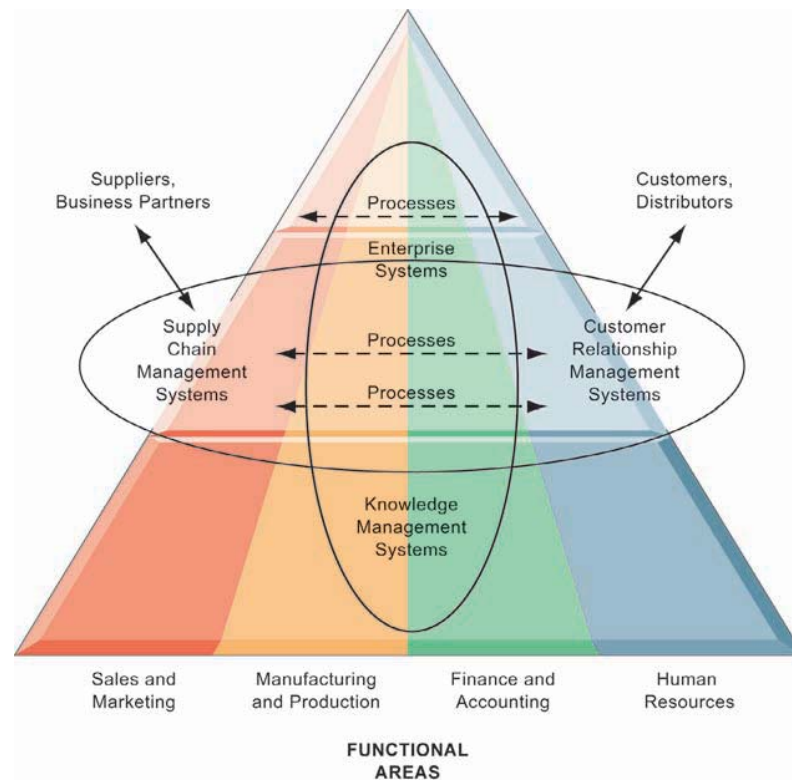 Suppliers,
Business Partners
Customers,
Distributors
Processes
Enterprise
Systems
Supply
Chain
Management
Systems
Processes
Processes
Customer
Relationship
Management
Systems
Knowledge
Management
Systems
Sales and
Marketing
Manufacturing
and Production
Finance and
Accounting
Human
Resources
FUNCTIONAL
AREAS